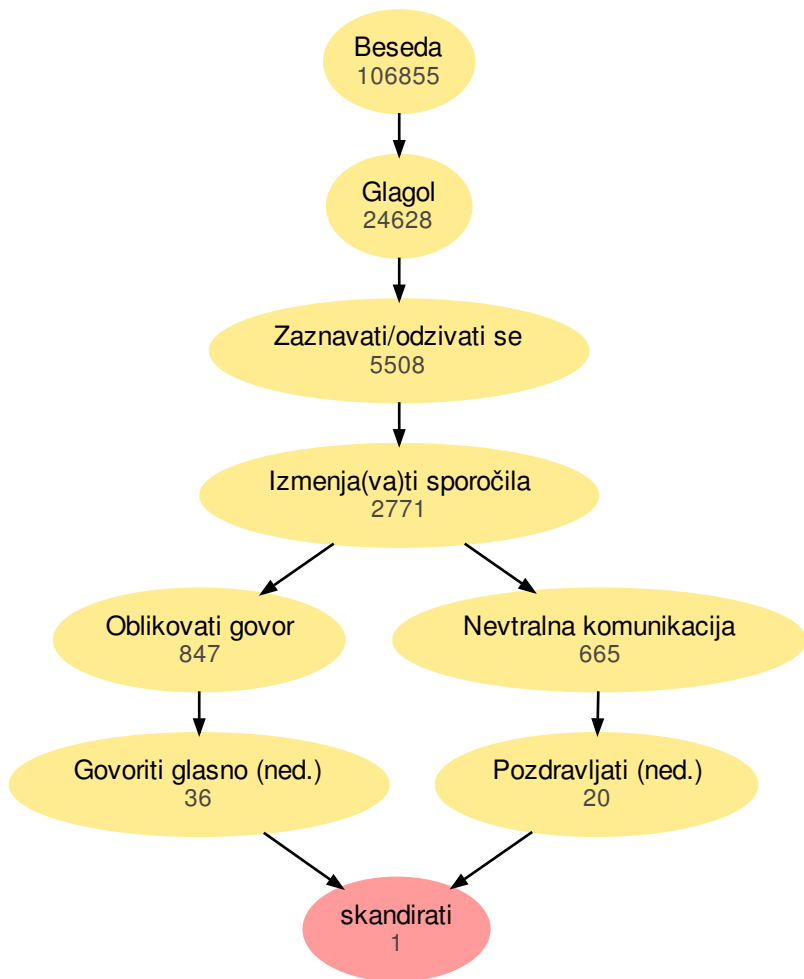 Beseda
106855
Glagol
24628
Zaznavati/odzivati se
5508
Izmenja(va)ti sporočila
2771
Oblikovati govor
847
Nevtralna komunikacija
665
Govoriti glasno (ned.)
36
Pozdravljati (ned.)
20
skandirati
1